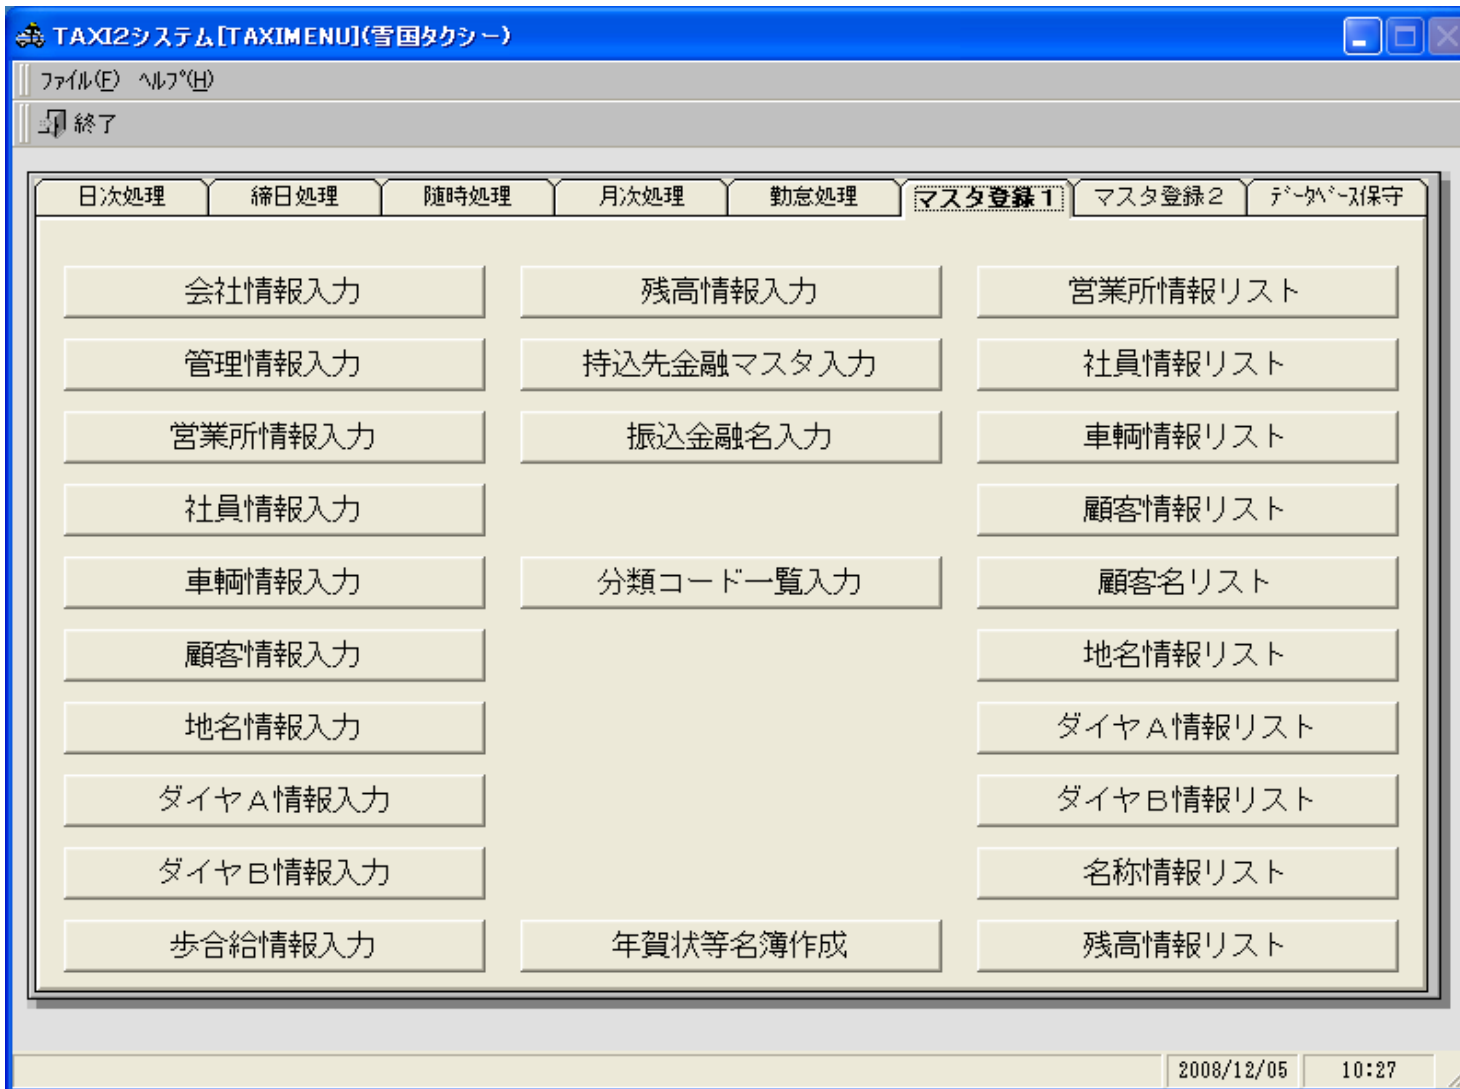 TAXI2システム[TAXIMENU](雪国タクシー)
ﾌｧｲﾙ(F) ﾍﾙﾌﾟ(H)
終了
日次処理 締日処理 随時処理 月次処理 勤怠処理 マスタ登録１ マスタ登録２ ﾃﾞｰﾀﾍﾞｰｽ保守
会社情報入力 残高情報入力 営業所情報リスト
管理情報入力 持込先金融マスタ入力 社員情報リスト
営業所情報入力 振込金融名入力 車輌情報リスト
社員情報入力 顧客情報リスト
車輌情報入力 分類コード一覧入力 顧客名リスト
顧客情報入力 地名情報リスト
地名情報入力 ダイヤＡ情報リスト
ダイヤＡ情報入力 ダイヤＢ情報リスト
ダイヤＢ情報入力 名称情報リスト
歩合給情報入力 年賀状等名簿作成 残高情報リスト
2008/12/05 10:27